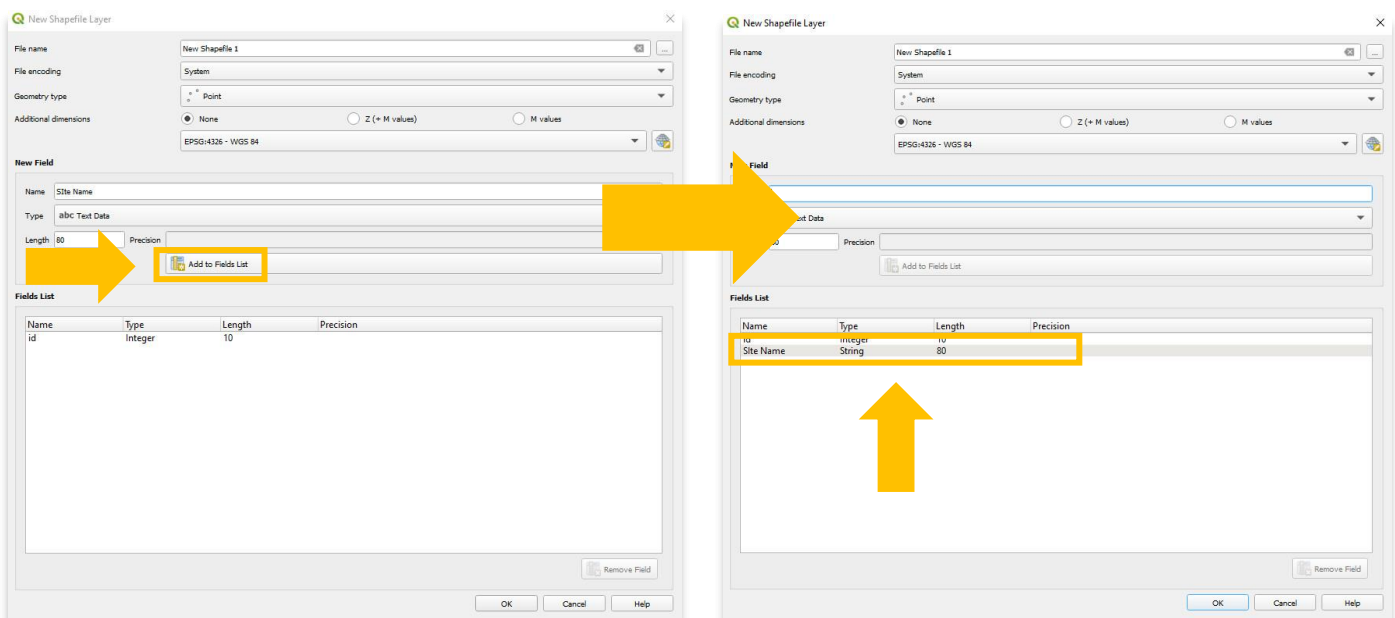 New Shapefile Layer
File name New Shapefile 1 ...
File encoding System
Geometry type Point
Additional dimensions None Z (+ M values) M values
EPSG:4326 - WGS 84
New Field
Name SIte Name
Type abc Text Data
Length 80 Precision
Add to Fields List
Fields List
Name Type Length Precision
id Integer 10
Remove Field
OK Cancel Help
New Shapefile Layer
File name New Shapefile 1 ...
File encoding System
Geometry type Point
Additional dimensions None Z (+ M values) M values
EPSG:4326 - WGS 84
Field
Data
Precision
Add to Fields List
Fields List
Name Type Length Precision
id Integer 10
SIte Name String 80
Remove Field
OK Cancel Help